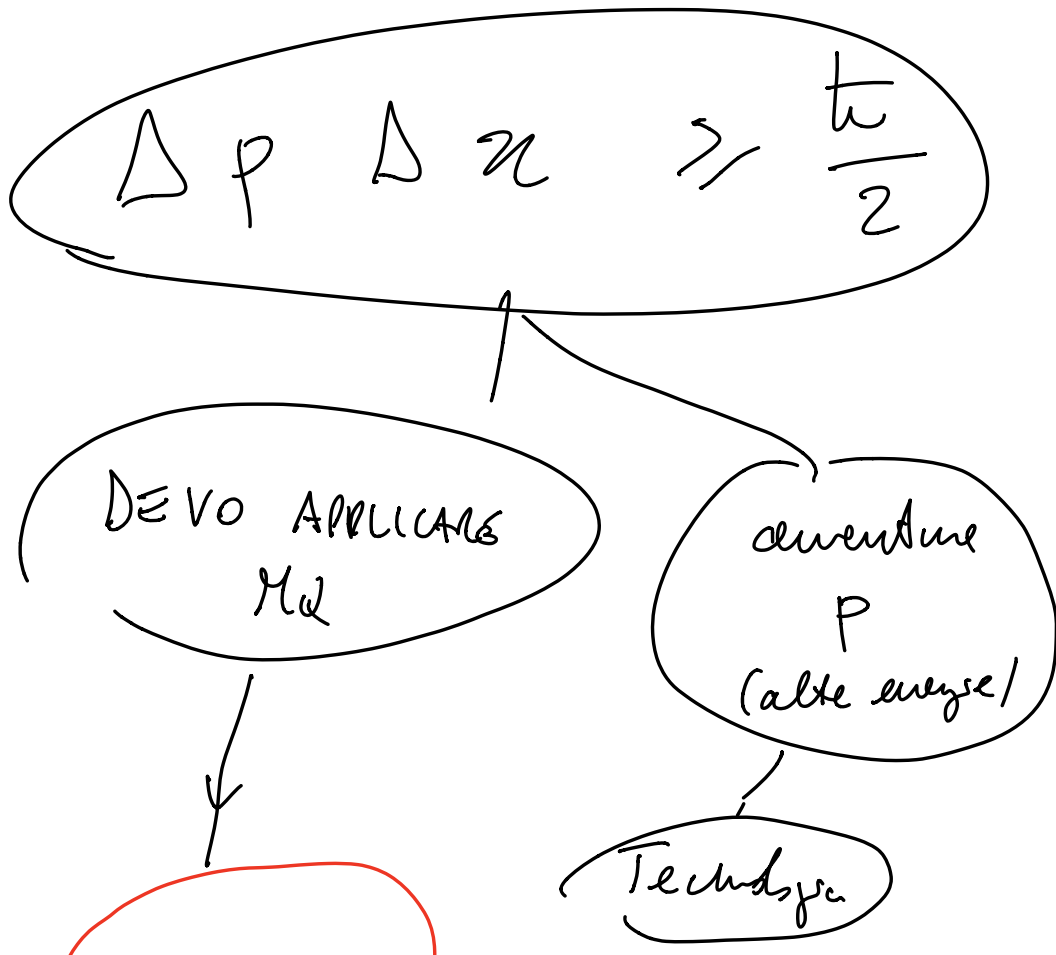 Δp Δx ≥ ħ/2
DEVO APPLICARE
MQ
aumentare
P
(alte energie)
Tecnologia